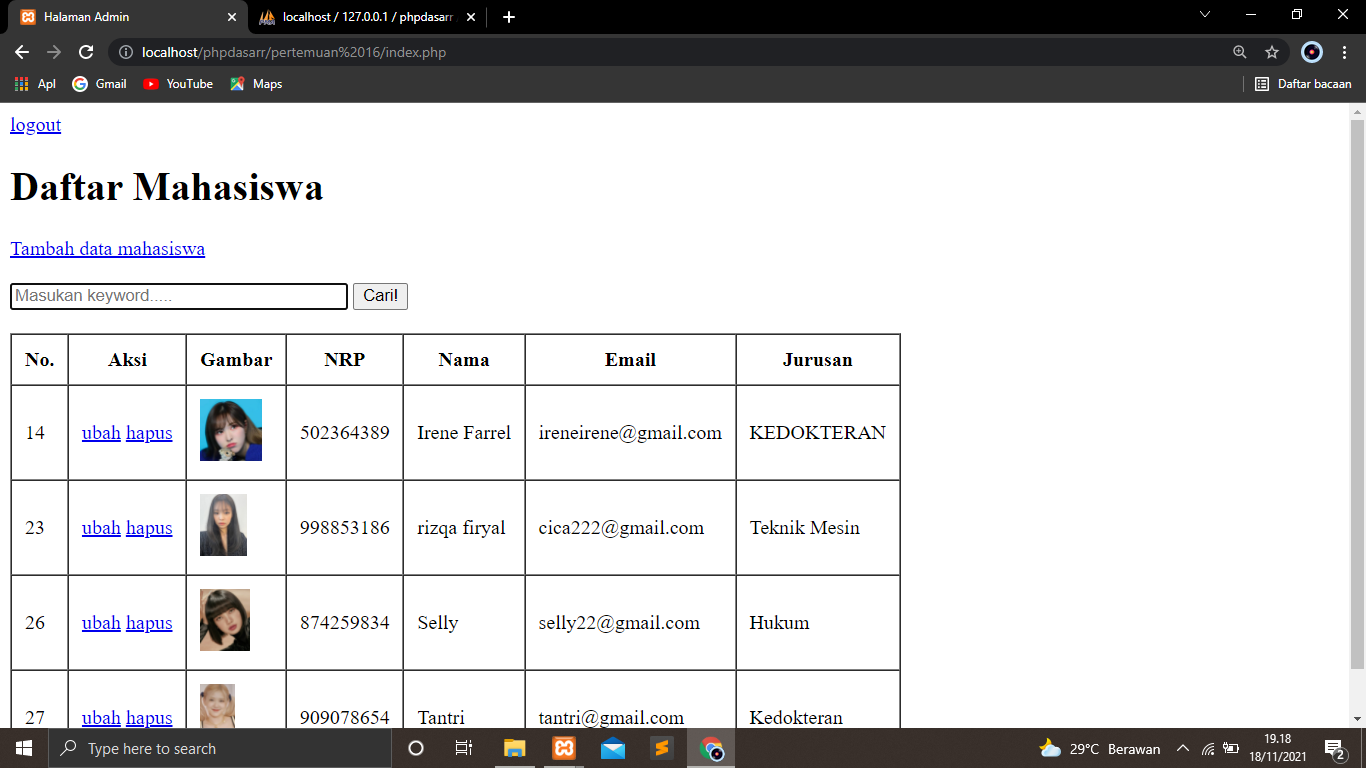 Halaman Admin
localhost / 127.0.0.1 / phpdasarr
localhost/phpdasarr/pertemuan%2016/index.php
Apl Gmail YouTube Maps Daftar bacaan
logout
Daftar Mahasiswa
Tambah data mahasiswa
Masukan keyword..... Cari!
No. Aksi Gambar NRP Nama Email Jurusan
14 ubah hapus 502364389 Irene Farrel ireneirene@gmail.com KEDOKTERAN
23 ubah hapus 998853186 rizqa firyal cica222@gmail.com Teknik Mesin
26 ubah hapus 874259834 Selly selly22@gmail.com Hukum
27 ubah hapus 909078654 Tantri tantri@gmail.com Kedokteran
Type here to search 29°C Berawan 19.18
18/11/2021 2